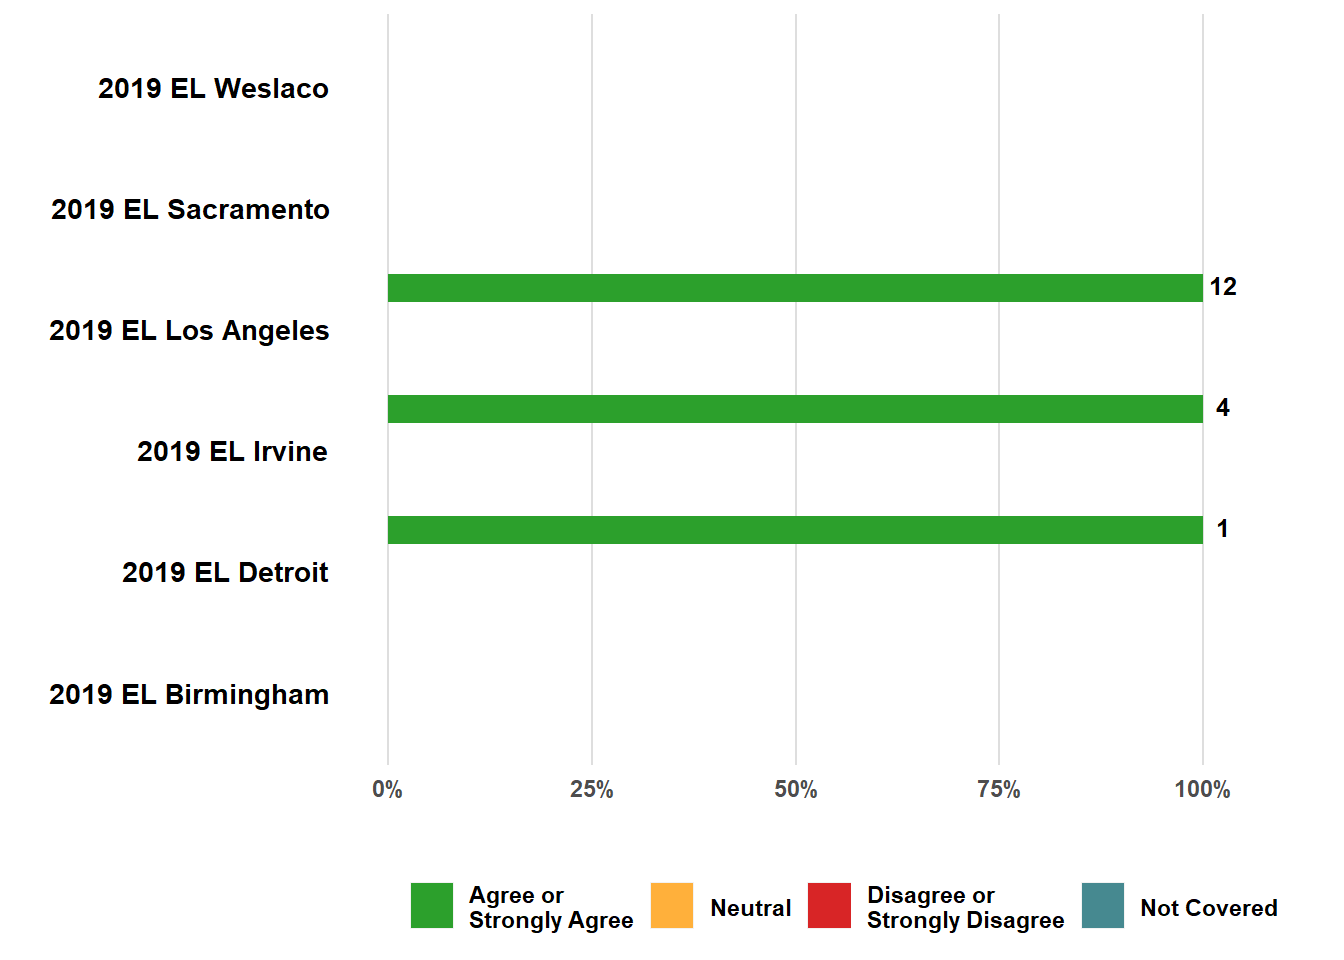 2019 EL Weslaco
2019 EL Sacramento
12
2019 EL Los Angeles
4
2019 EL Irvine
1
2019 EL Detroit
2019 EL Birmingham
0% 25% 50% 75% 100%
Agree or
Strongly Agree
Neutral
Disagree or
Strongly Disagree
Not Covered